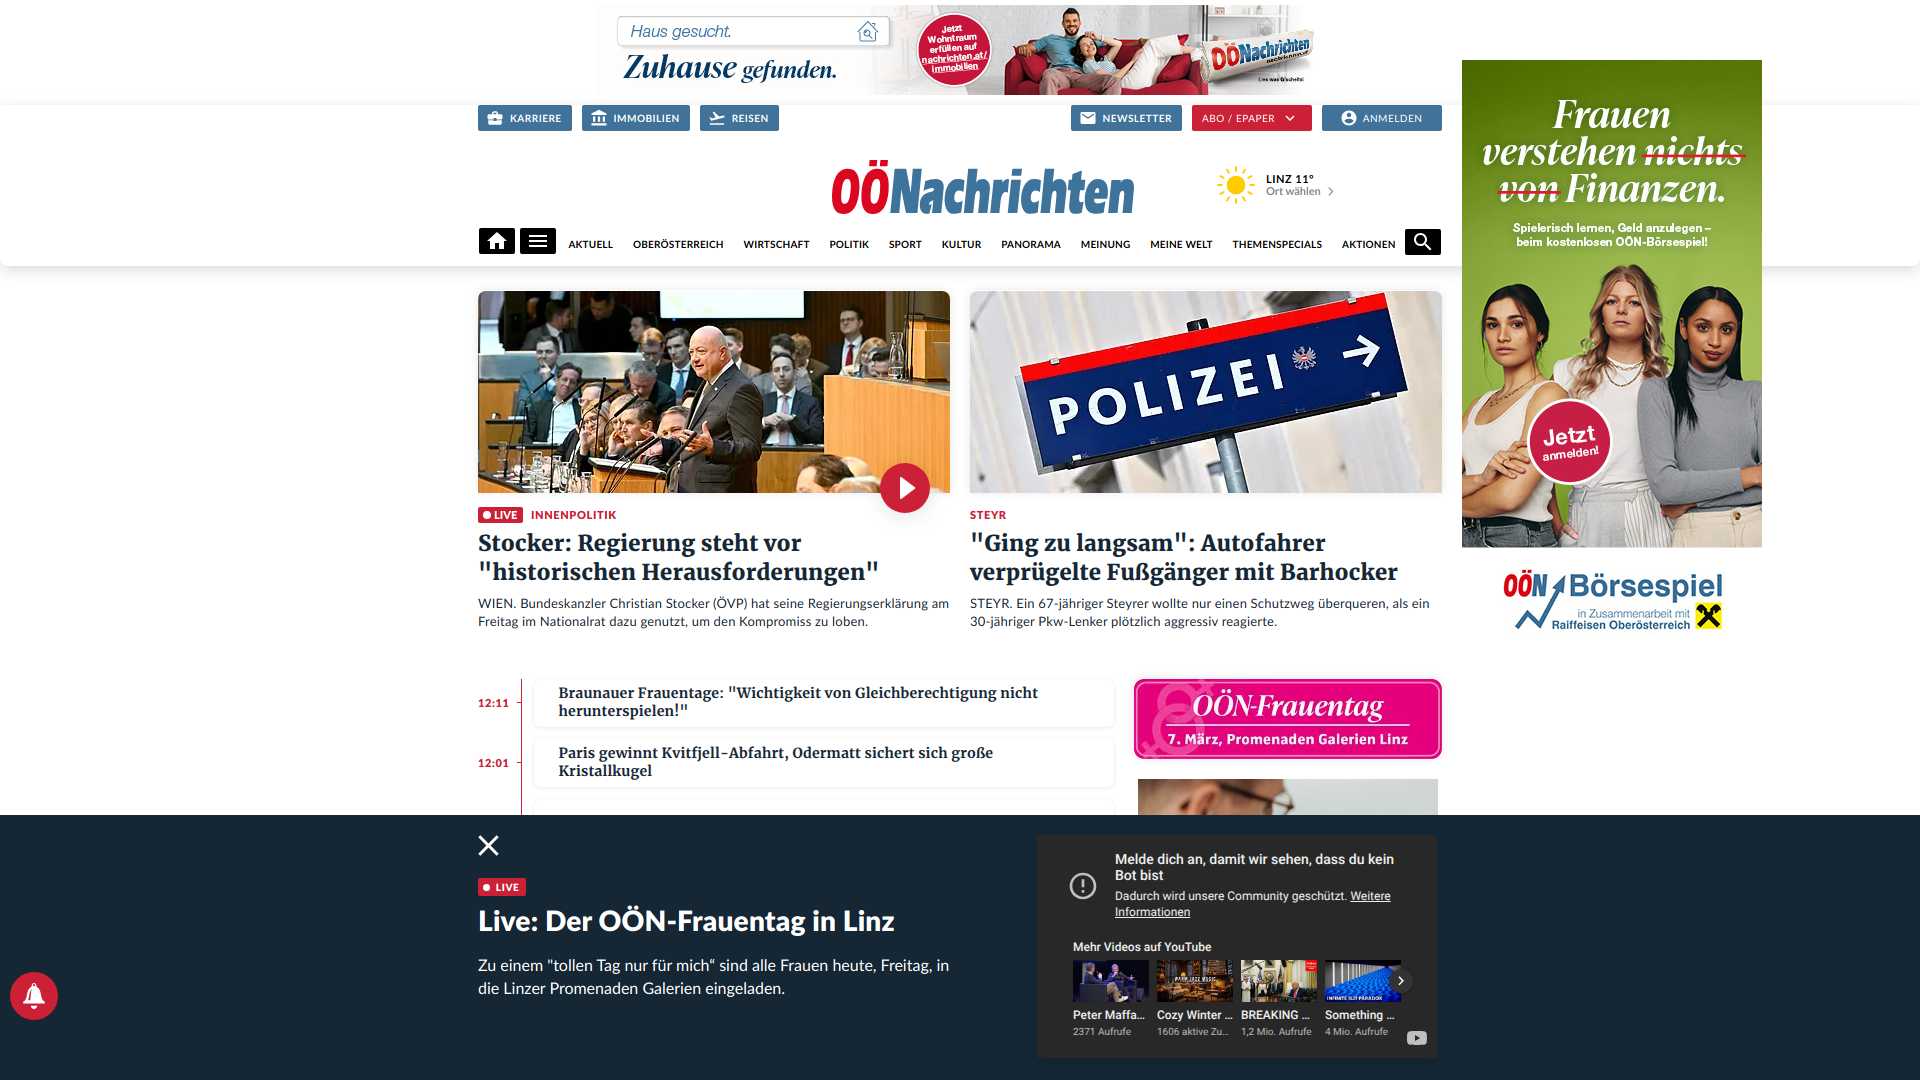 Haus gesucht.
Zuhause gefunden.
Jetzt
Wohntraum
erfüllen auf
nachrichten.at/
immobilien
OÖNachrichten
Lies was G'scheits!
KARRIERE
IMMOBILIEN
REISEN
NEWSLETTER
ABO / EPAPER
ANMELDEN
OÖNachrichten
LINZ 11°
Ort wählen
AKTUELL
OBERÖSTERREICH
WIRTSCHAFT
POLITIK
SPORT
KULTUR
PANORAMA
MEINUNG
MEINE WELT
THEMENSPECIALS
AKTIONEN
Frauen
verstehen nichts
von Finanzen.
Spielerisch lernen, Geld anzulegen –
beim kostenlosen OÖN-Börsespiel!
Jetzt
anmelden!
OÖN Börsespiel
in Zusammenarbeit mit
Raiffeisen Oberösterreich
POLIZEI
LIVE INNENPOLITIK
Stocker: Regierung steht vor
"historischen Herausforderungen"
WIEN. Bundeskanzler Christian Stocker (ÖVP) hat seine Regierungserklärung am
Freitag im Nationalrat dazu genutzt, um den Kompromiss zu loben.
STEYR
"Ging zu langsam": Autofahrer
verprügelte Fußgänger mit Barhocker
STEYR. Ein 67-jähriger Steyrer wollte nur einen Schutzweg überqueren, als ein
30-jähriger Pkw-Lenker plötzlich aggressiv reagierte.
12:11
Braunauer Frauentage: "Wichtigkeit von Gleichberechtigung nicht
herunterspielen!"
12:01
Paris gewinnt Kvitfjell-Abfahrt, Odermatt sichert sich große
Kristallkugel
OÖN-Frauentag
7. März, Promenaden Galerien Linz
LIVE
Live: Der OÖN-Frauentag in Linz
Zu einem "tollen Tag nur für mich“ sind alle Frauen heute, Freitag, in
die Linzer Promenaden Galerien eingeladen.
Melde dich an, damit wir sehen, dass du kein
Bot bist
Dadurch wird unsere Community geschützt. Weitere
Informationen
Mehr Videos auf YouTube
WARM JAZZ MUSIC
INFINITE SLIT PARADOX
Peter Maffa...
2371 Aufrufe
Cozy Winter ...
1606 aktive Zu...
BREAKING ...
1,2 Mio. Aufrufe
Something ...
4 Mio. Aufrufe